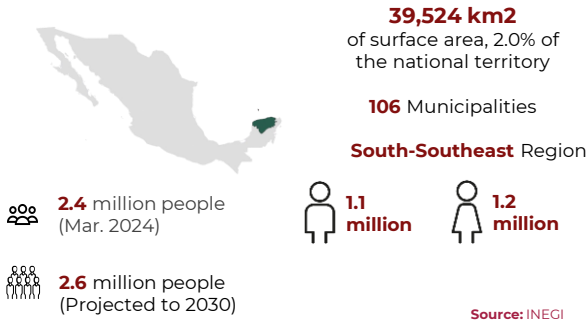 39,524 km2
of surface area, 2.0% of
the national territory
106 Municipalities
South-Southeast Region
2.4 million people
(Mar. 2024)
1.1
million
1.2
million
2.6 million people
(Projected to 2030)
Source: INEGI